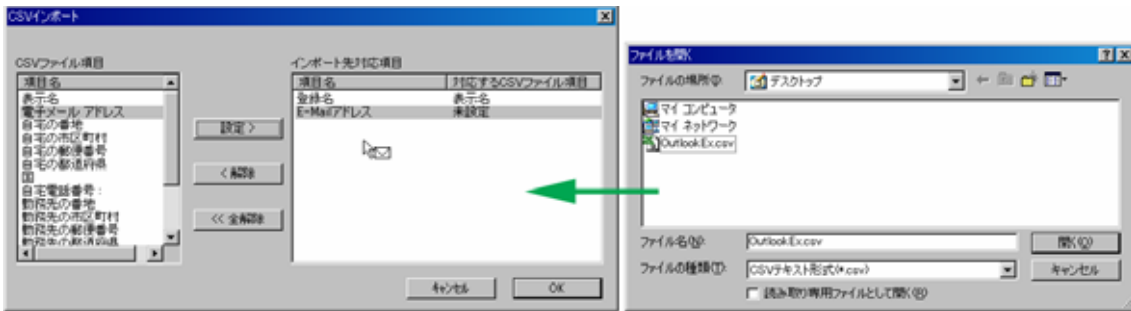 CSVインポート
CSVファイル項目
項目名
表示名
電子メール アドレス
自宅の番地
自宅の市区町村
自宅の郵便番号
自宅の都道府県
国
自宅電話番号 :
勤務先の番地
勤務先の市区町村
勤務先の郵便番号
勤務先の都道府県
設定 >
< 解除
<< 全解除
インポート先対応項目
項目名 対応するCSVファイル項目
登録名 表示名
E-Mailアドレス 未設定
キャンセル OK
ファイルを開く
ファイルの場所(I): デスクトップ
マイ コンピュータ
マイ ネットワーク
OutlookEx.csv
ファイル名(N): OutlookEx.csv 開く(O)
ファイルの種類(T): CSVテキスト形式(*.csv) キャンセル
読み取り専用ファイルとして開く(R)